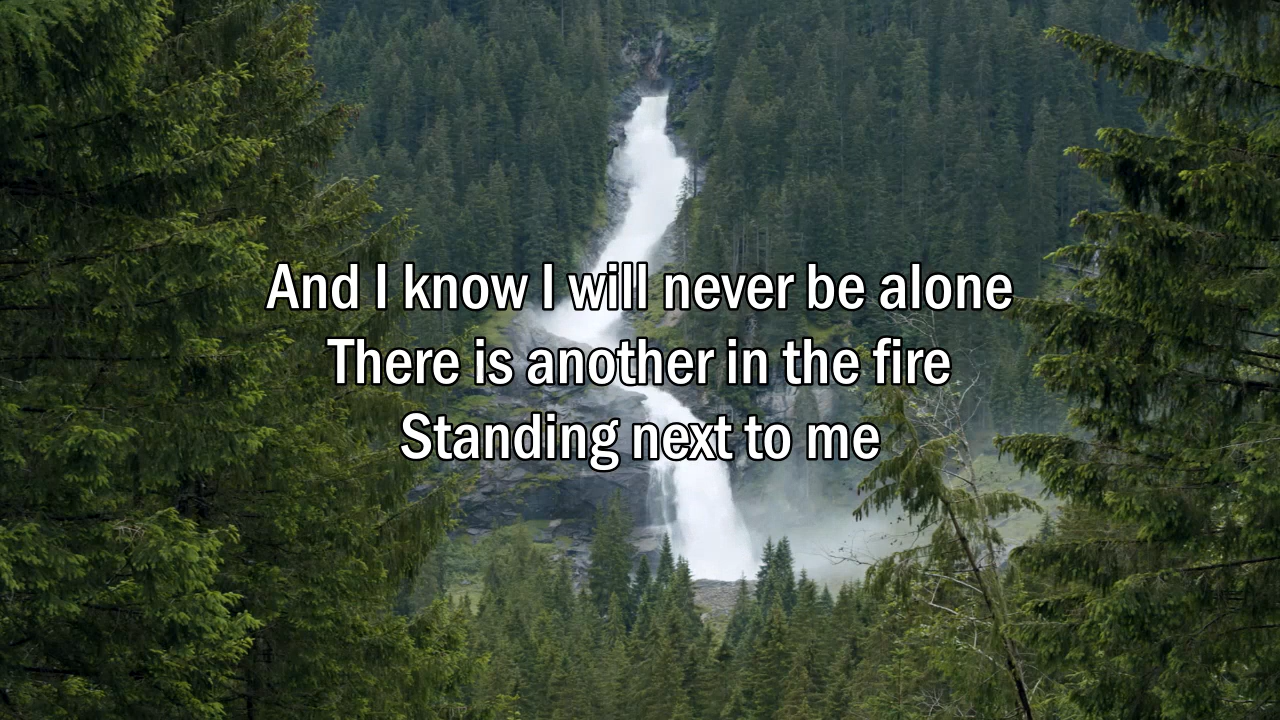 And I know I will never be alone
There is another in the fire
Standing next to me